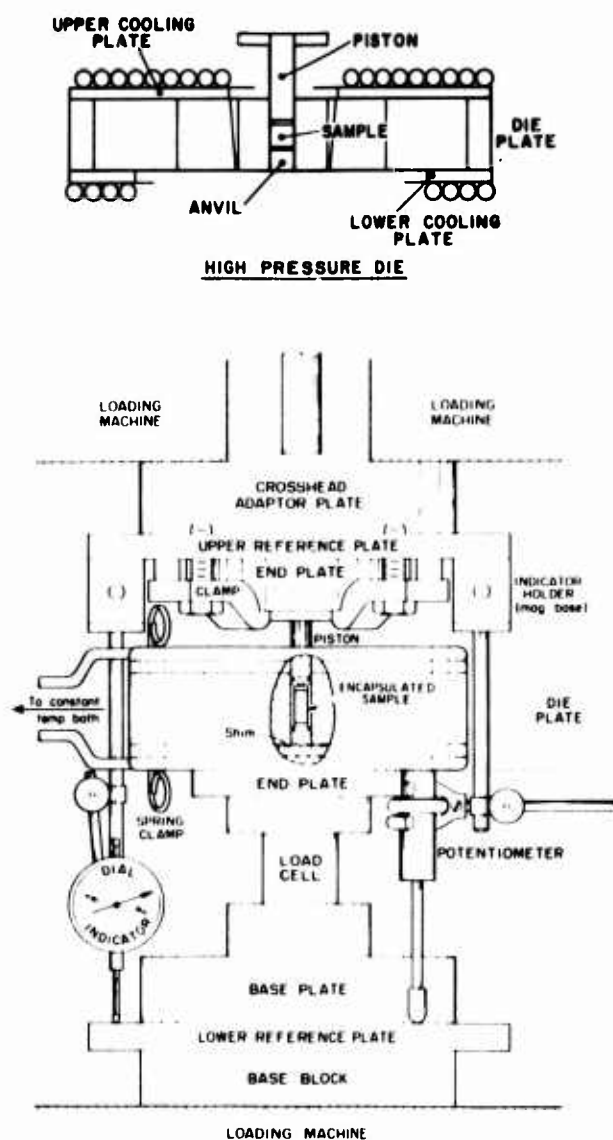 UPPER COOLING
PLATE
PISTON
SAMPLE
DIE
PLATE
ANVIL
LOWER COOLING
PLATE
HIGH PRESSURE DIE
LOADING
MACHINE
LOADING
MACHINE
CROSSHEAD
ADAPTOR PLATE
UPPER REFERENCE PLATE
END PLATE
CLAMP
INDICATOR
HOLDER
(mag base)
PISTON
To constant
temp bath
ENCAPSULATED
SAMPLE
DIE
PLATE
Shim
END PLATE
SPRING
CLAMP
POTENTIOMETER
LOAD
CELL
DIAL
INDICATOR
BASE PLATE
LOWER REFERENCE PLATE
BASE BLOCK
LOADING MACHINE